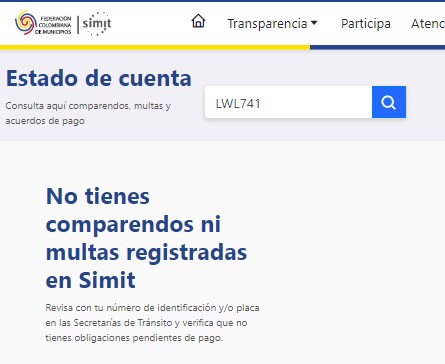 FEDERACIÓN
COLOMBIANA
DE MUNICIPIOS
simit
Transparencia
Participa
Atenc
Estado de cuenta
Consulta aquí comparendos, multas y
acuerdos de pago
LWL741
No tienes
comparendos ni
multas registradas
en Simit
Revisa con tu número de identificación y/o placa
en las Secretarías de Tránsito y verifica que no
tienes obligaciones pendientes de pago.